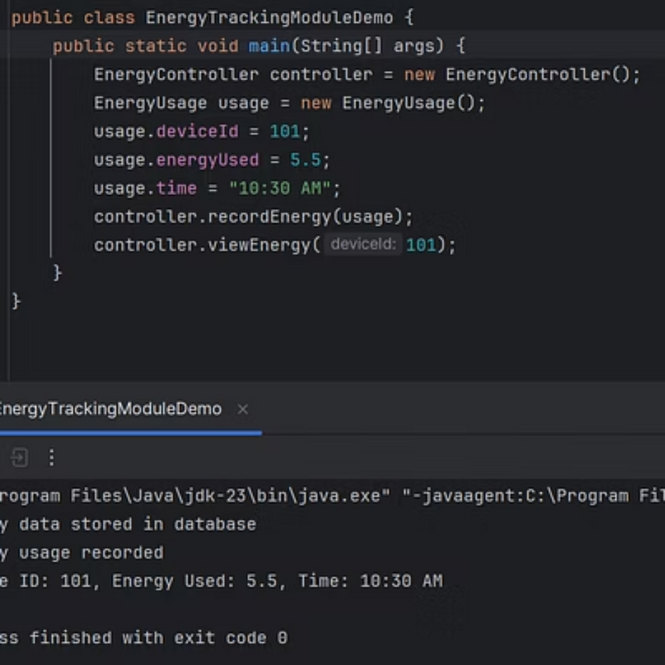 public class EnergyTrackingModuleDemo {
    public static void main(String[] args) {
        EnergyController controller = new EnergyController();
        EnergyUsage usage = new EnergyUsage();
        usage.deviceId = 101;
        usage.energyUsed = 5.5;
        usage.time = "10:30 AM";
        controller.recordEnergy(usage);
        controller.viewEnergy( deviceId: 101);
    }
}
EnergyTrackingModuleDemo ×
rogram Files\Java\jdk-23\bin\java.exe" "-javaagent:C:\Program Fil
y data stored in database
y usage recorded
e ID: 101, Energy Used: 5.5, Time: 10:30 AM
ss finished with exit code 0